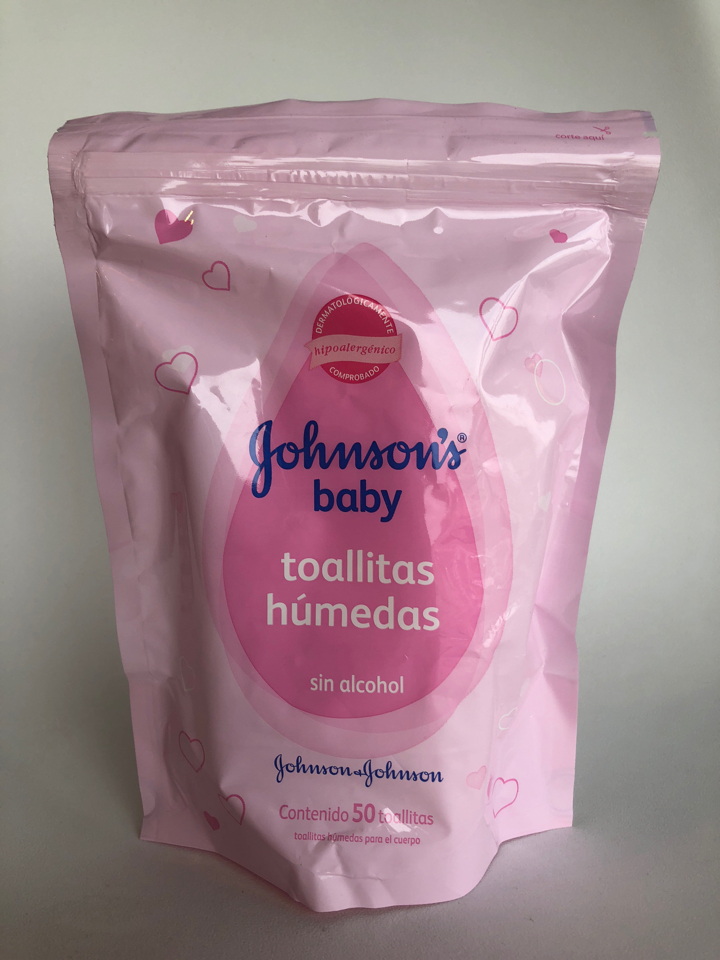 corte aquí
DERMATOLÓGICAMENTE
hipoalergénico
COMPROBADO
Johnson's®
baby
toallitas
húmedas
sin alcohol
Johnson & Johnson
Contenido 50 toallitas
toallitas húmedas para el cuerpo